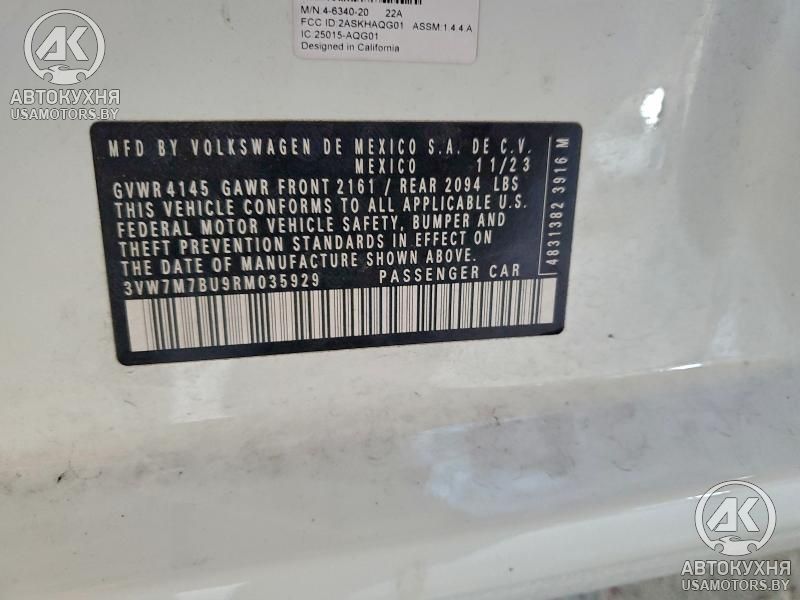 M/N:4-6340-20 22A
FCC ID:2ASKHAQG01 ASSM:1 4 4 A
IC:25015-AQG01
Designed in California
AK
АВТОКУХНЯ
USAMOTORS.BY
MFD BY VOLKSWAGEN DE MEXICO S.A. DE C.V.
MEXICO 11/23
GVWR 4145 GAWR FRONT 2161 / REAR 2094 LBS
THIS VEHICLE CONFORMS TO ALL APPLICABLE U.S.
FEDERAL MOTOR VEHICLE SAFETY, BUMPER AND
THEFT PREVENTION STANDARDS IN EFFECT ON
THE DATE OF MANUFACTURE SHOWN ABOVE.
3VW7M7BU9RM035929 PASSENGER CAR
4831382 3916 M
AK
АВТОКУХНЯ
USAMOTORS.BY